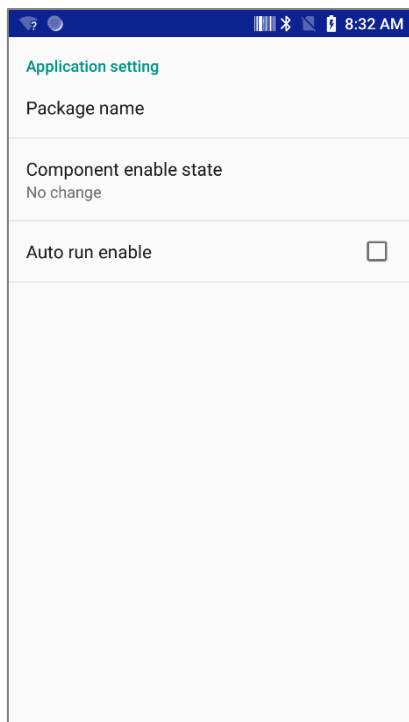 8:32 AM
Application setting
Package name
Component enable state
No change
Auto run enable